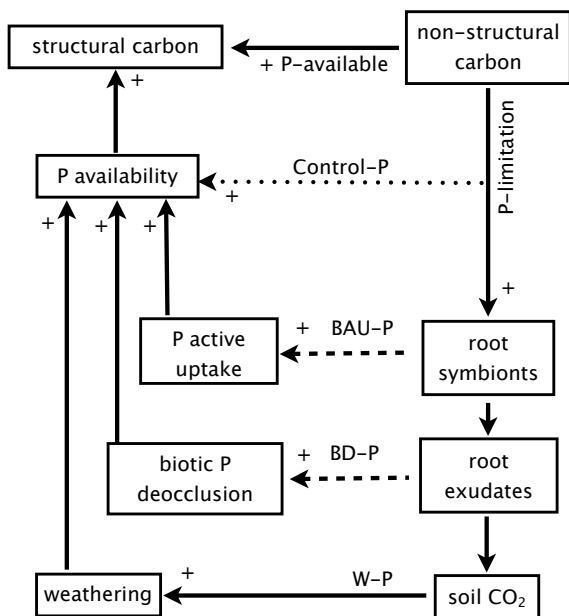 structural carbon
non-structural
carbon
+ P-available
+
P-limitation
P availability
Control-P
+
+
+
+
+
P active
uptake
+ BAU-P
root
symbionts
biotic P
deocclusion
+ BD-P
root
exudates
weathering
+
W-P
soil CO₂